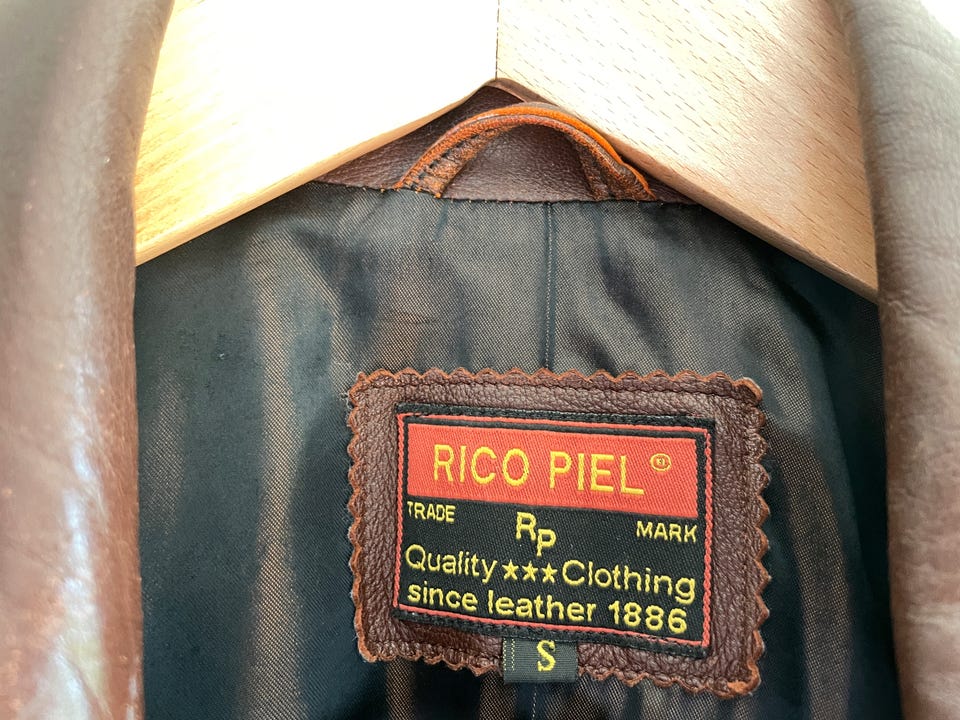 RICO PIEL ®
TRADE RP MARK
Quality ★★★ Clothing
since leather 1886
S